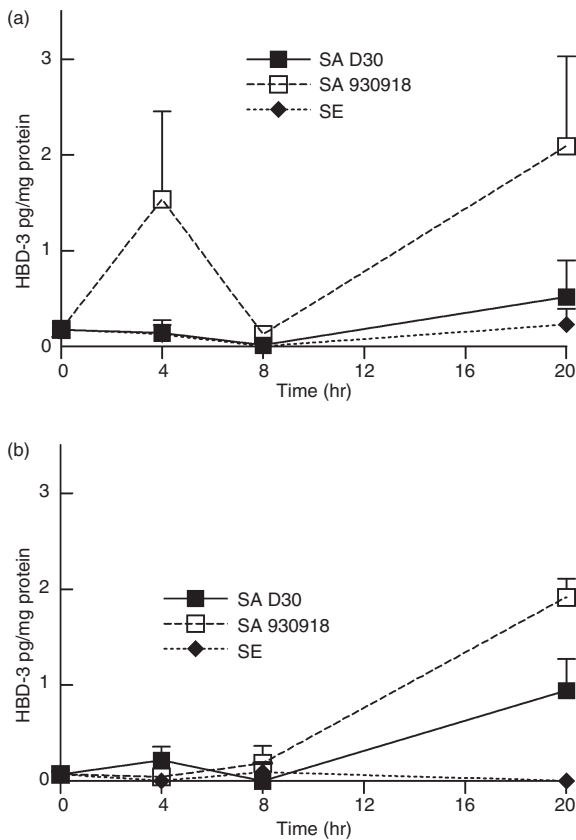 (a)
3
SA D30
SA 930918
SE
2
HBD-3 pg/mg protein
1
0
0 4 8 12 16 20
Time (hr)
(b)
3
2
HBD-3 pg/mg protein
SA D30
SA 930918
SE
1
0
0 4 8 12 16 20
Time (hr)